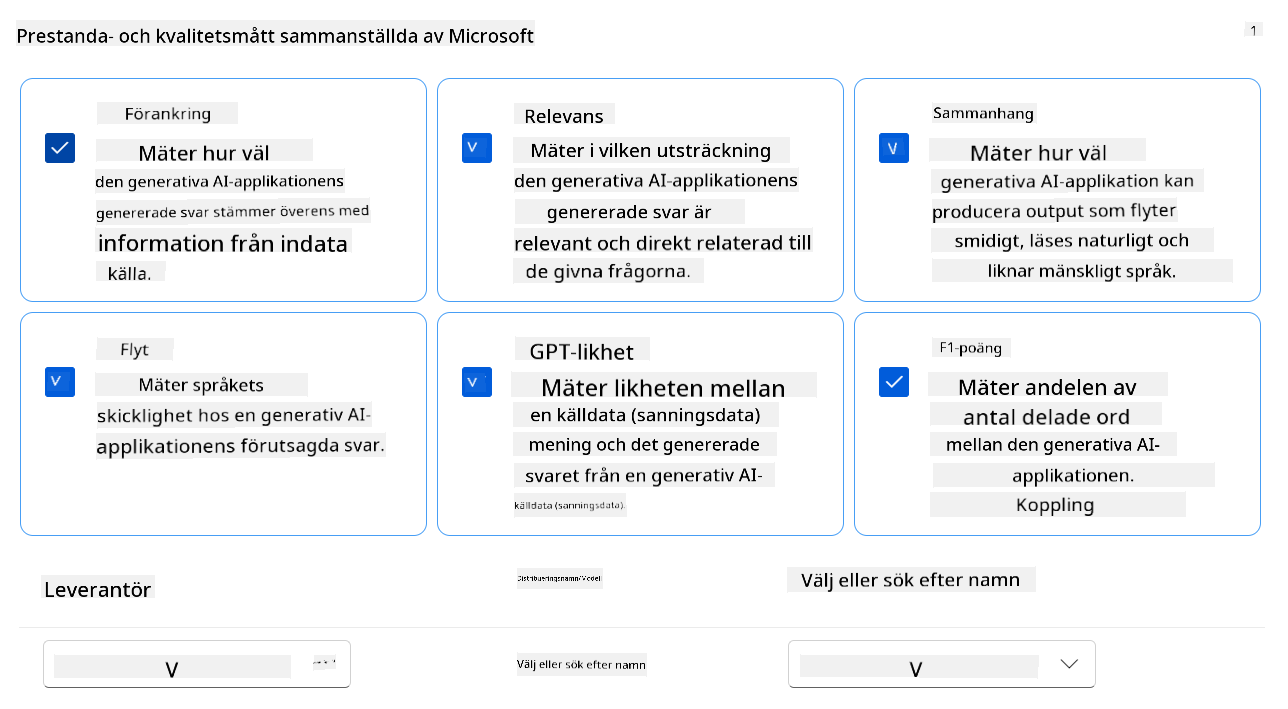 Prestanda- och kvalitetsmått sammanställda av Microsoft
1
Förankring
Mäter hur väl
den generativa AI-applikationens
genererade svar stämmer överens med
information från indata
källa.
Relevans
Mäter i vilken utsträckning
den generativa AI-applikationens
genererade svar är
relevant och direkt relaterad till
de givna frågorna.
Sammanhang
Mäter hur väl
generativa AI-applikation kan
producera output som flyter
smidigt, läses naturligt och
liknar mänskligt språk.
V
V
Flyt
Mäter språkets
skicklighet hos en generativ AI-
applikationens förutsagda svar.
V
GPT-likhet
Mäter likheten mellan
en källdata (sanningsdata)
mening och det genererade
svaret från en generativ AI-
källdata (sanningsdata).
V
F1-poäng
Mäter andelen av
antal delade ord
mellan den generativa AI-
applikationen.
Koppling
Leverantör
Distribueringsnamn/Modell
Välj eller sök efter namn
V
Välj eller sök efter namn
V